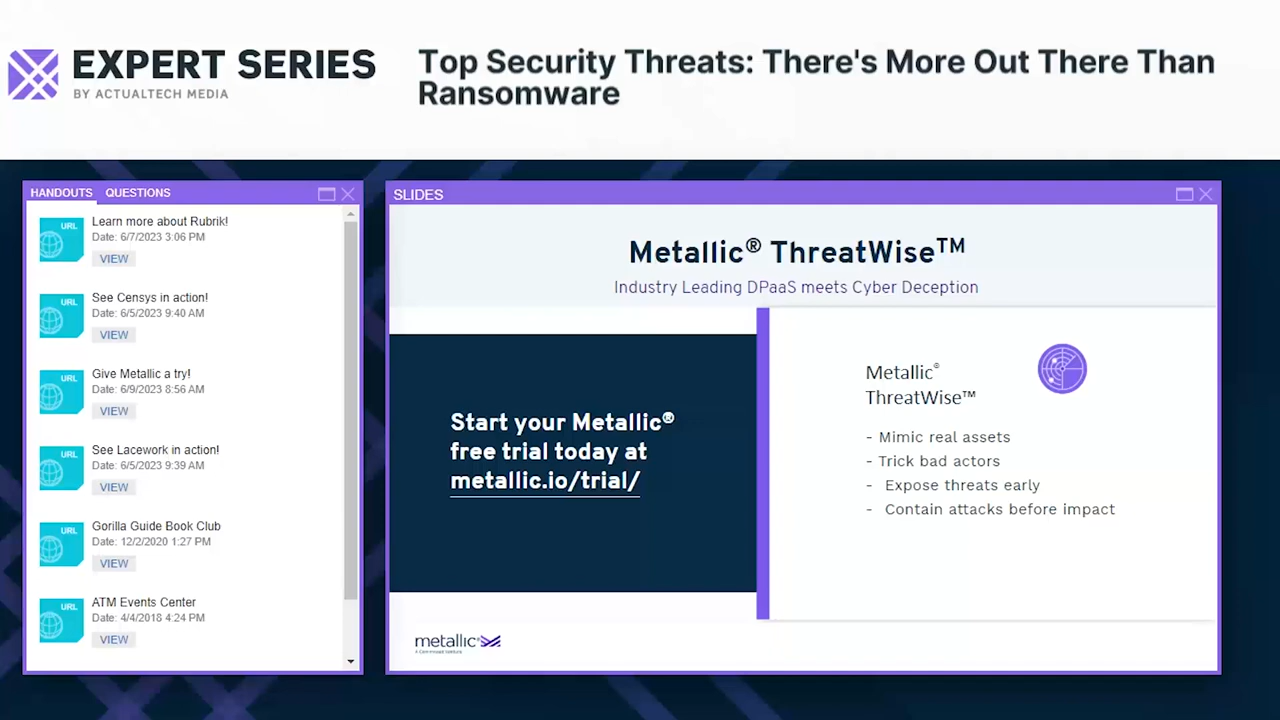 EXPERT SERIES
BY ACTUALTECH MEDIA
Top Security Threats: There's More Out There Than
Ransomware
HANDOUTS QUESTIONS
URL
Learn more about Rubrik!
Date: 6/7/2023 3:06 PM
VIEW
URL
See Censys in action!
Date: 6/5/2023 9:40 AM
VIEW
URL
Give Metallic a try!
Date: 6/9/2023 8:56 AM
VIEW
URL
See Lacework in action!
Date: 6/5/2023 9:39 AM
VIEW
URL
Gorilla Guide Book Club
Date: 12/2/2020 1:27 PM
VIEW
URL
ATM Events Center
Date: 4/4/2018 4:24 PM
VIEW
SLIDES
Metallic® ThreatWise™
Industry Leading DPaaS meets Cyber Deception
Start your Metallic®
free trial today at
metallic.io/trial/
Metallic®
ThreatWise™
- Mimic real assets
- Trick bad actors
- Expose threats early
- Contain attacks before impact
metallic